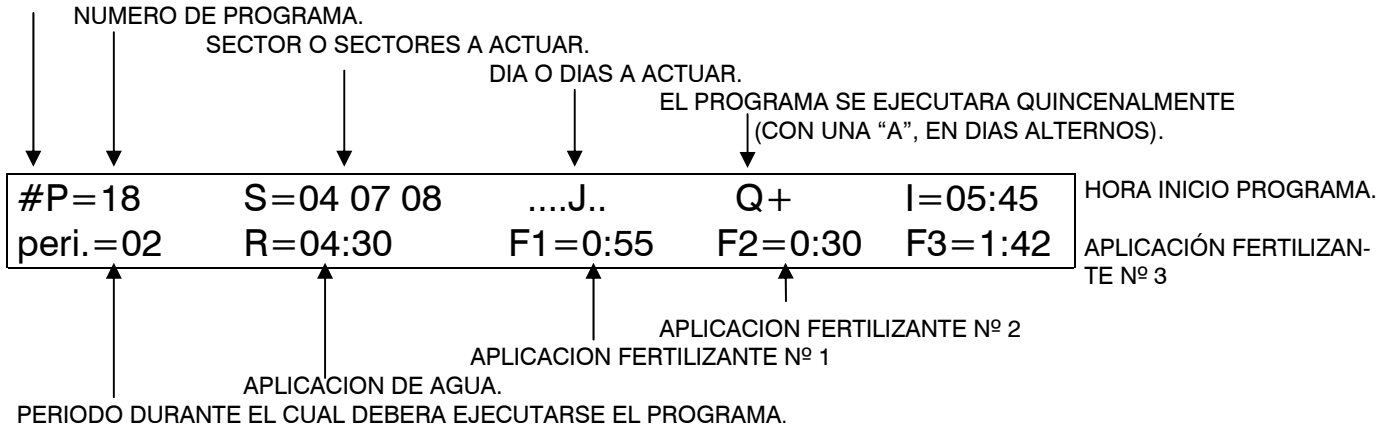 NUMERO DE PROGRAMA.
SECTOR O SECTORES A ACTUAR.
DIA O DIAS A ACTUAR.
EL PROGRAMA SE EJECUTARA QUINCENALMENTE
(CON UNA “A”, EN DIAS ALTERNOS).
#P=18 S=04 07 08 ....J.. Q+ I=05:45 HORA INICIO PROGRAMA.
peri.=02 R=04:30 F1=0:55 F2=0:30 F3=1:42 APLICACIÓN FERTILIZAN-
TE Nº 3
APLICACION FERTILIZANTE Nº 2
APLICACION FERTILIZANTE Nº 1
APLICACION DE AGUA.
PERIODO DURANTE EL CUAL DEBERA EJECUTARSE EL PROGRAMA.